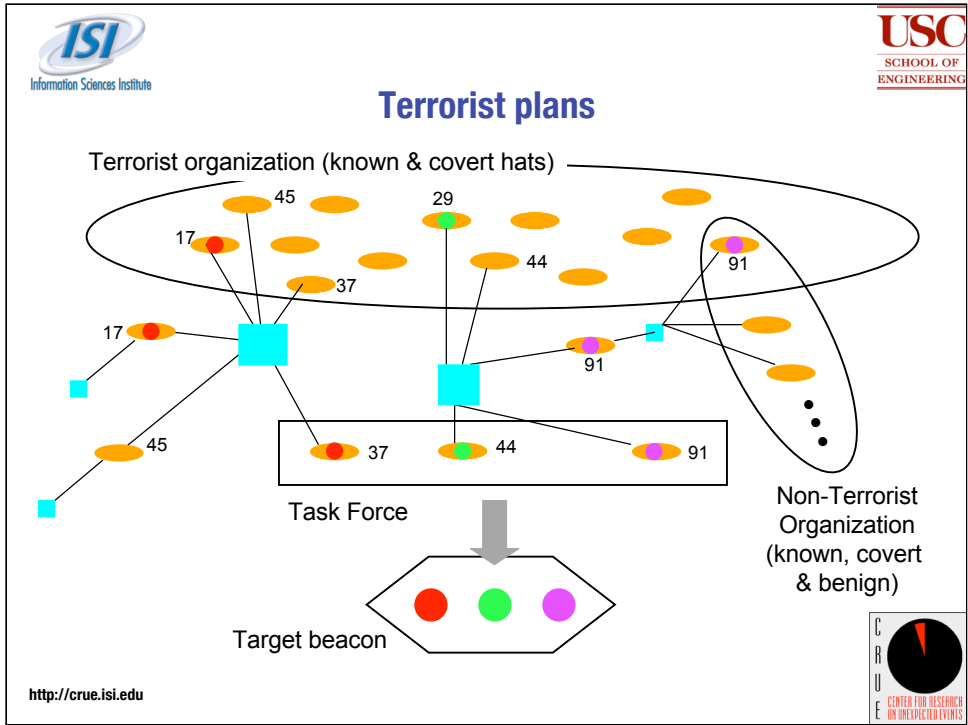 ISI
Information Sciences Institute
USC
SCHOOL OF
ENGINEERING
Terrorist plans
Terrorist organization (known & covert hats)
45
29
17
44
91
37
17
91
45
37
44
91
Task Force
Non-Terrorist
Organization
(known, covert
& benign)
Target beacon
http://crue.isi.edu
CRUE
CENTER FOR RESEARCH
ON UNEXPECTED EVENTS